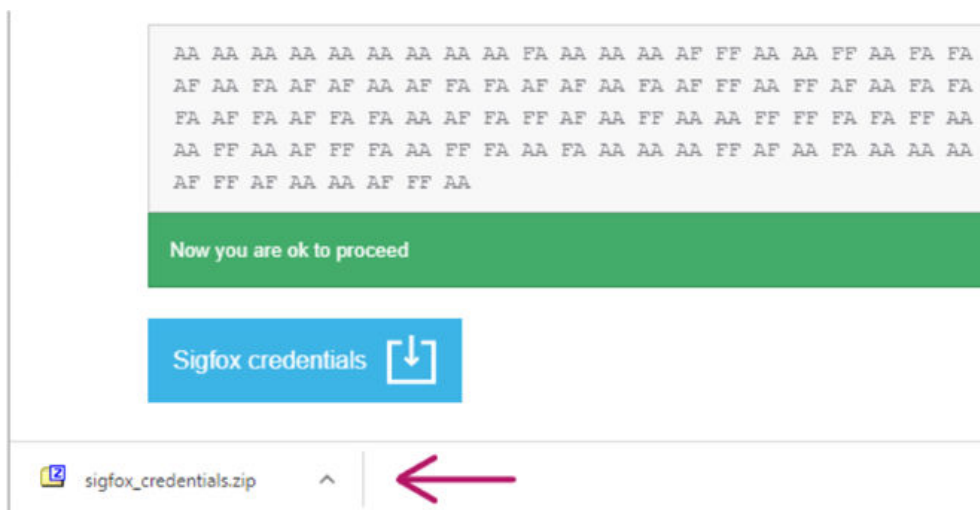 AA AA AA AA AA AA AA AA AA FA AA AA AA AF FF AA AA FF AA FA FA
AF AA FA AF AF AA AF FA FA AF AF AA FA AF FF AA FF AF AA FA FA
FA AF FA AF FA FA AA AF FA FF AF AA FF AA AA FF FF FA FA FF AA
AA FF AA AF FF FA AA FF FA AA FA AA AA AA FF AF AA FA AA AA AA
AF FF AF AA AA AF FF AA
Now you are ok to proceed
Sigfox credentials
sigfox_credentials.zip